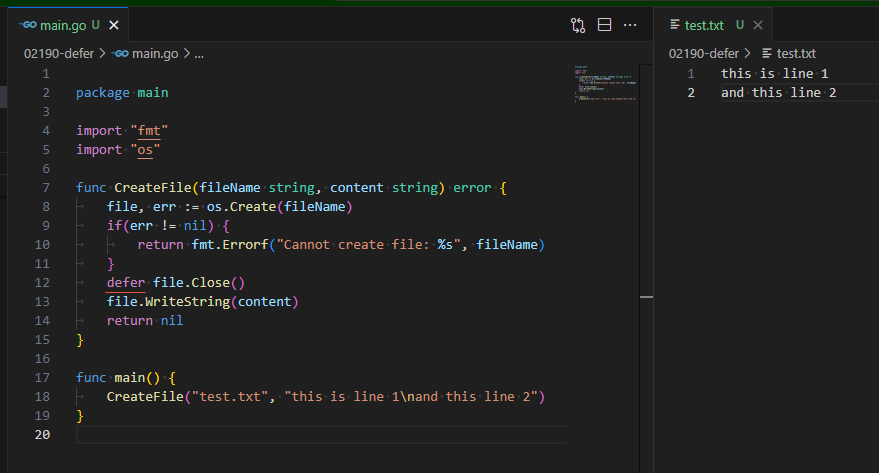 GO main.go U
02190-defer > GO main.go > ...
1
2 package main
3
4 import "fmt"
5 import "os"
6
7 func CreateFile(fileName string, content string) error {
8 file, err := os.Create(fileName)
9 if(err != nil) {
10 return fmt.Errorf("Cannot create file: %s", fileName)
11 }
12 defer file.Close()
13 file.WriteString(content)
14 return nil
15 }
16
17 func main() {
18 CreateFile("test.txt", "this is line 1\nand this line 2")
19 }
20
test.txt U
02190-defer > test.txt
1 this is line 1
2 and this line 2